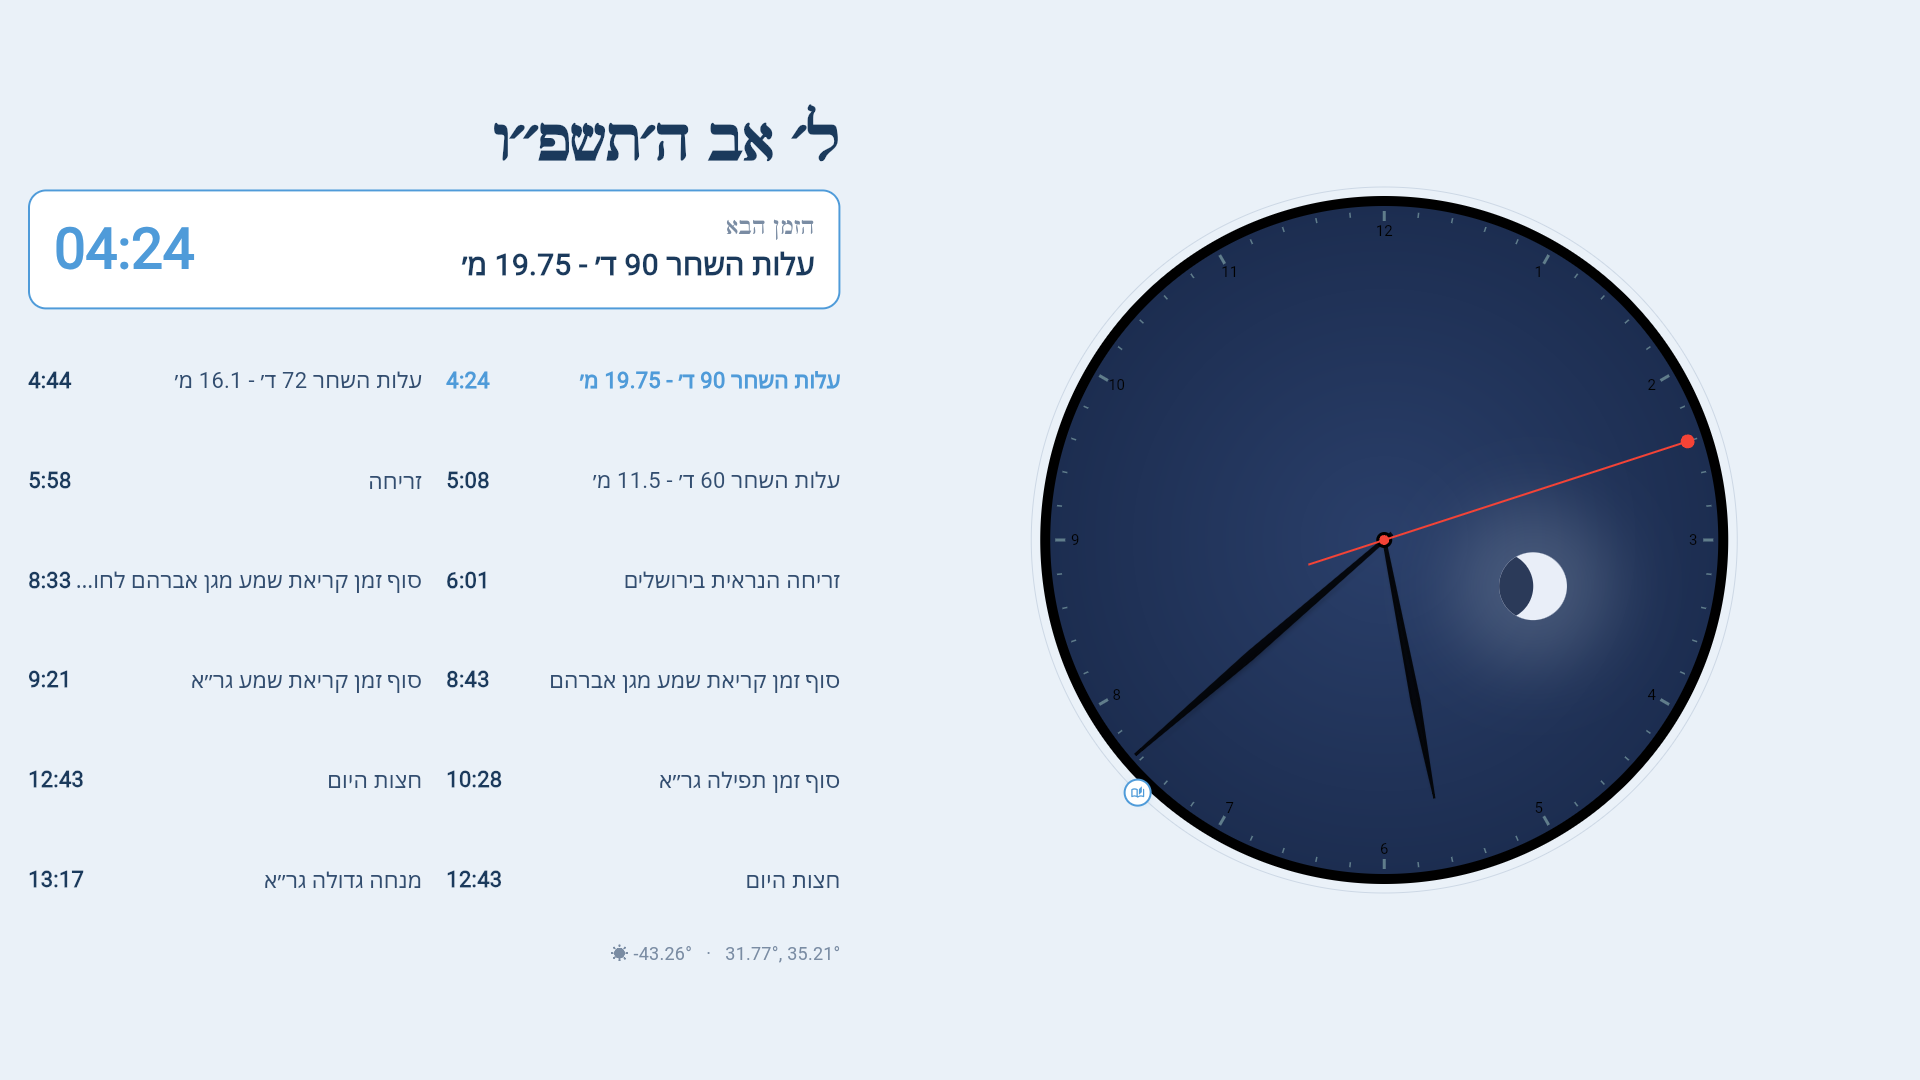 ל׳ אב ה׳תשפ״ו
הזמן הבא
עלות השחר 90 ד׳ - 19.75 מ׳
04:24
עלות השחר 90 ד׳ - 19.75 מ׳ 4:24
עלות השחר 72 ד׳ - 16.1 מ׳ 4:44
עלות השחר 60 ד׳ - 11.5 מ׳ 5:08
זריחה 5:58
זריחה הנראית בירושלים 6:01
סוף זמן קריאת שמע מגן אברהם לחו... 8:33
סוף זמן קריאת שמע מגן אברהם 8:43
סוף זמן קריאת שמע גר״א 9:21
סוף זמן תפילה גר״א 10:28
חצות היום 12:43
חצות היום 12:43
מנחה גדולה גר״א 13:17
31.77°, 35.21° · -43.26°
12
1
2
3
4
5
6
7
8
9
10
11